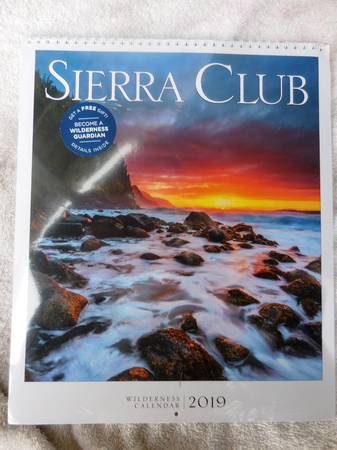 SIERRA CLUB
GET A FREE GIFT!
BECOME A
WILDERNESS
GUARDIAN
DETAILS INSIDE
WILDERNESS
CALENDAR
2019